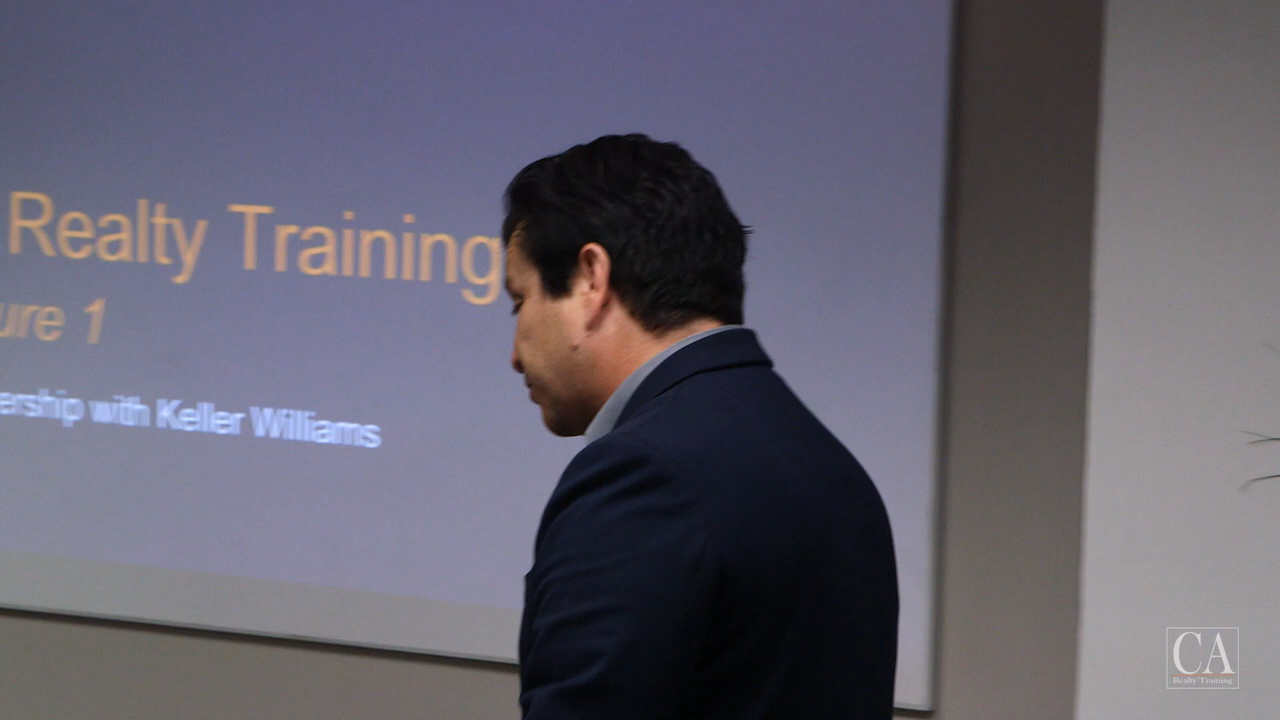 Realty Training
ure 1
ership with Keller Williams
CA
Realty Training